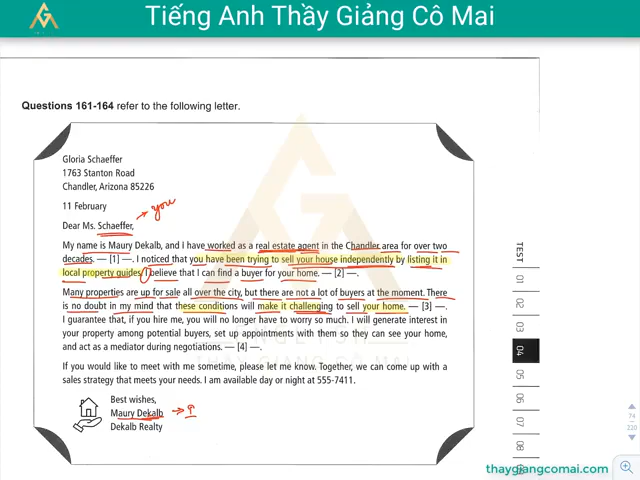 Tiếng Anh Thầy Giảng Cô Mai
Questions 161-164 refer to the following letter.
Gloria Schaeffer
1763 Stanton Road
Chandler, Arizona 85226
11 February
you
Dear Ms. Schaeffer,
My name is Maury Dekalb, and I have worked as a real estate agent in the Chandler area for over two
decades. — [1] —. I noticed that you have been trying to sell your house independently by listing it in
local property guides. I believe that I can find a buyer for your home. — [2] —.
Many properties are up for sale all over the city, but there are not a lot of buyers at the moment. There
is no doubt in my mind that these conditions will make it challenging to sell your home. — [3] —.
I guarantee that, if you hire me, you will no longer have to worry so much. I will generate interest in
your property among potential buyers, set up appointments with them so they can see your home,
and act as a mediator during negotiations. — [4] —.
If you would like to meet with me sometime, please let me know. Together, we can come up with a
sales strategy that meets your needs. I am available day or night at 555-7411.
Best wishes,
Maury Dekalb
Dekalb Realty
TEST
01
02
03
04
05
06
07
08
74
220
THẦY GIẢNG CÔ MAI
thaygiangcomai.com